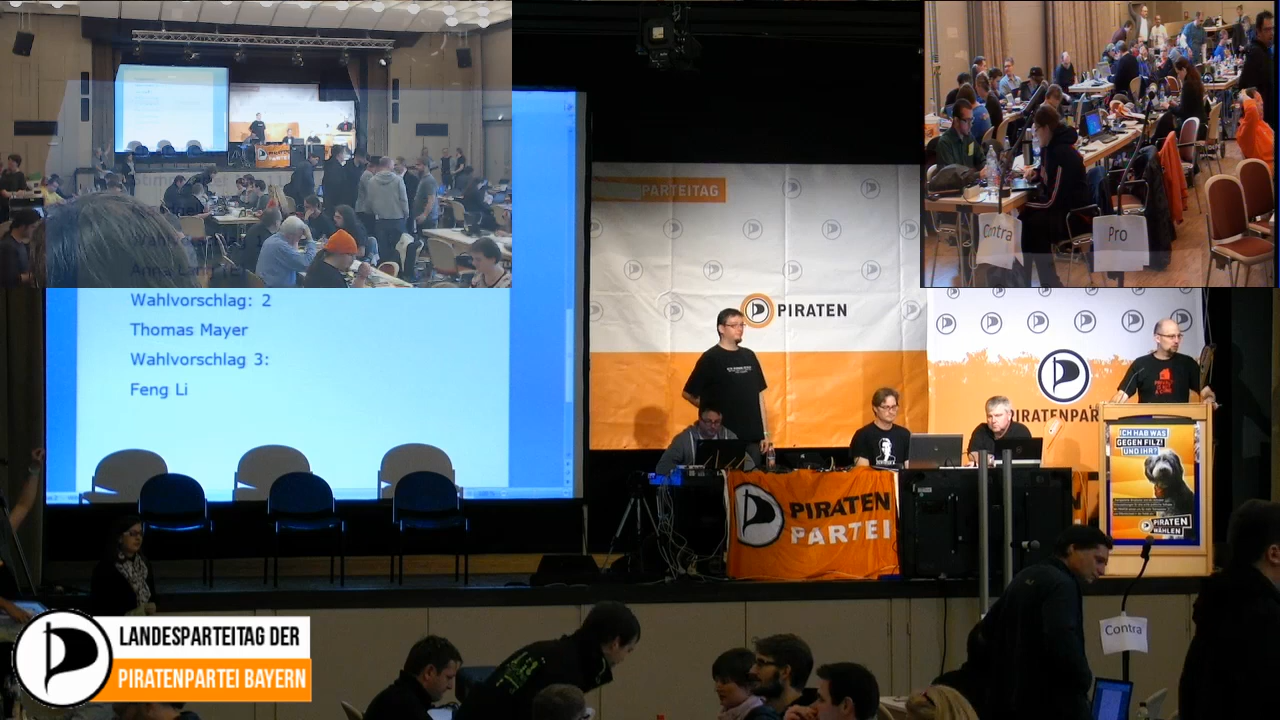 Wahlvorschlag: 2
Thomas Mayer
Wahlvorschlag 3:
Feng Li
PARTEITAG
PIRATEN
PIRATENPAR
PIRATEN
PARTEI
ICH HAB WAS
GEGEN FILZ!
UND IHR?
PIRATEN
WÄHLEN
Contra
Pro
Contra
LANDESPARTEITAG DER
PIRATENPARTEI BAYERN